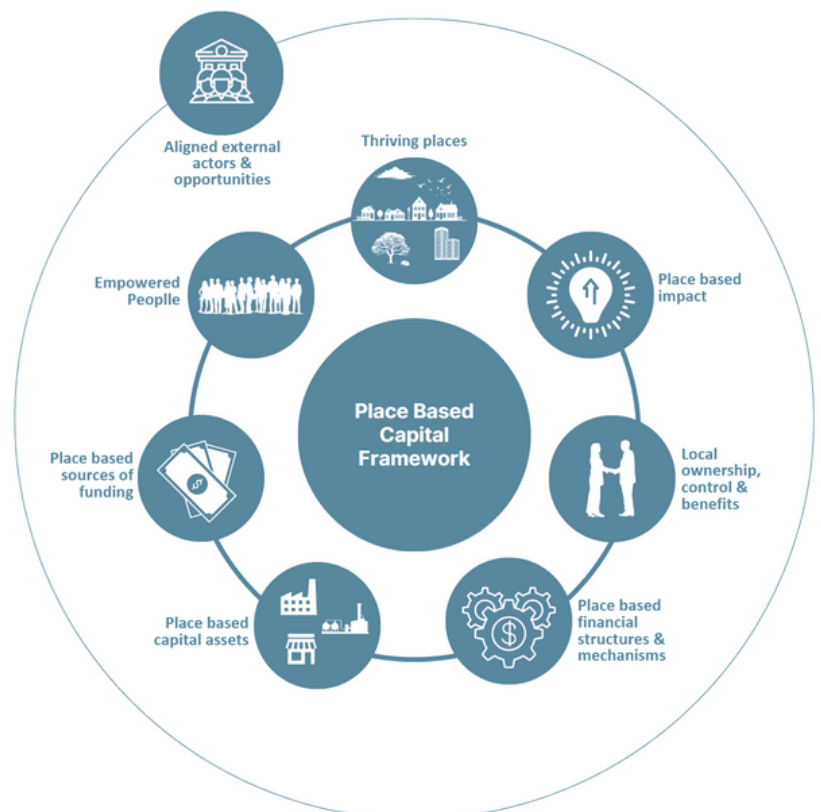 Aligned external
actors &
opportunities
Thriving places
Empowered
Peoplle
Place based
impact
Place Based
Capital
Framework
Place based
sources of
funding
Local
ownership,
control &
benefits
Place based
capital assets
Place based
financial
structures &
mechanisms
$
$